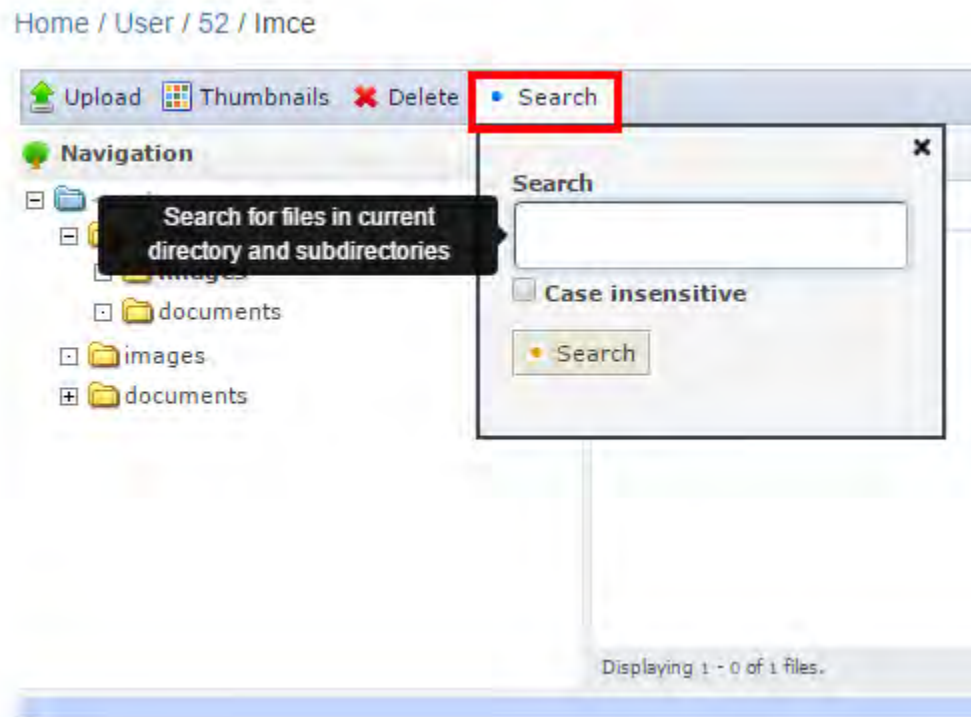 Home / User / 52 / Imce
Upload Thumbnails Delete Search
Navigation
Search
Search for files in current
directory and subdirectories
images
Case insensitive
documents
Search
images
documents
Displaying 1 - 0 of 1 files.